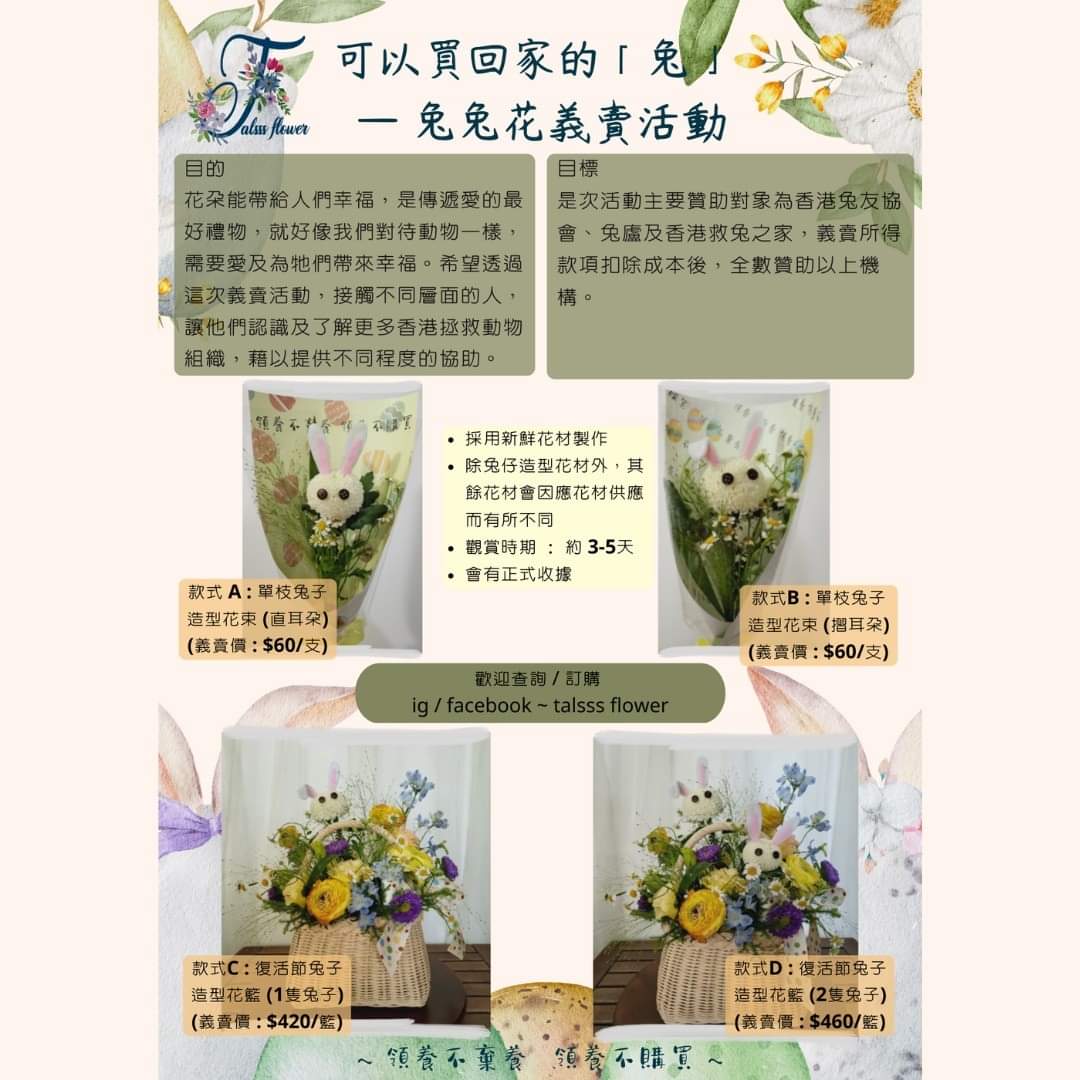 Talsss flower
可以買回家的「兔」
— 兔兔花義賣活動
目的
花朵能帶給人們幸福，是傳遞愛的最
好禮物，就好像我們對待動物一樣，
需要愛及為牠們帶來幸福。希望透過
這次義賣活動，接觸不同層面的人，
讓他們認識及了解更多香港拯救動物
組織，藉以提供不同程度的協助。
目標
是次活動主要贊助對象為香港兔友協
會、兔盧及香港救兔之家，義賣所得
款項扣除成本後，全數贊助以上機
構。
領養不棄養 領養不購買
• 採用新鮮花材製作
• 除兔仔造型花材外，其
餘花材會因應花材供應
而有所不同
• 觀賞時期 : 約 3-5天
• 會有正式收據
款式 A : 單枝兔子
造型花束 (直耳朵)
(義賣價 : $60/支)
款式B : 單枝兔子
造型花束 (摺耳朵)
(義賣價 : $60/支)
歡迎查詢 / 訂購
ig / facebook ~ talsss flower
款式C : 復活節兔子
造型花籃 (1隻兔子)
(義賣價 : $420/籃)
款式D : 復活節兔子
造型花籃 (2隻兔子)
(義賣價 : $460/籃)
~ 領養不棄養 領養不購買 ~